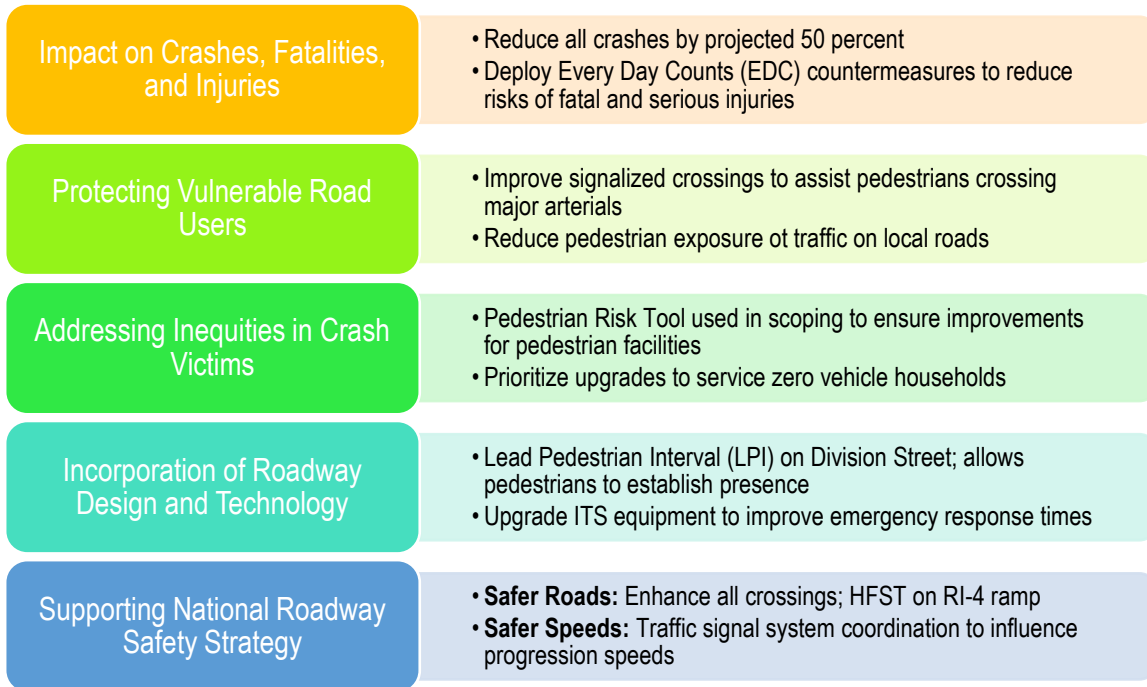 Impact on Crashes, Fatalities,
and Injuries
• Reduce all crashes by projected 50 percent
• Deploy Every Day Counts (EDC) countermeasures to reduce
risks of fatal and serious injuries
Protecting Vulnerable Road
Users
• Improve signalized crossings to assist pedestrians crossing
major arterials
• Reduce pedestrian exposure ot traffic on local roads
Addressing Inequities in Crash
Victims
• Pedestrian Risk Tool used in scoping to ensure improvements
for pedestrian facilities
• Prioritize upgrades to service zero vehicle households
Incorporation of Roadway
Design and Technology
• Lead Pedestrian Interval (LPI) on Division Street; allows
pedestrians to establish presence
• Upgrade ITS equipment to improve emergency response times
Supporting National Roadway
Safety Strategy
• Safer Roads: Enhance all crossings; HFST on RI-4 ramp
• Safer Speeds: Traffic signal system coordination to influence
progression speeds